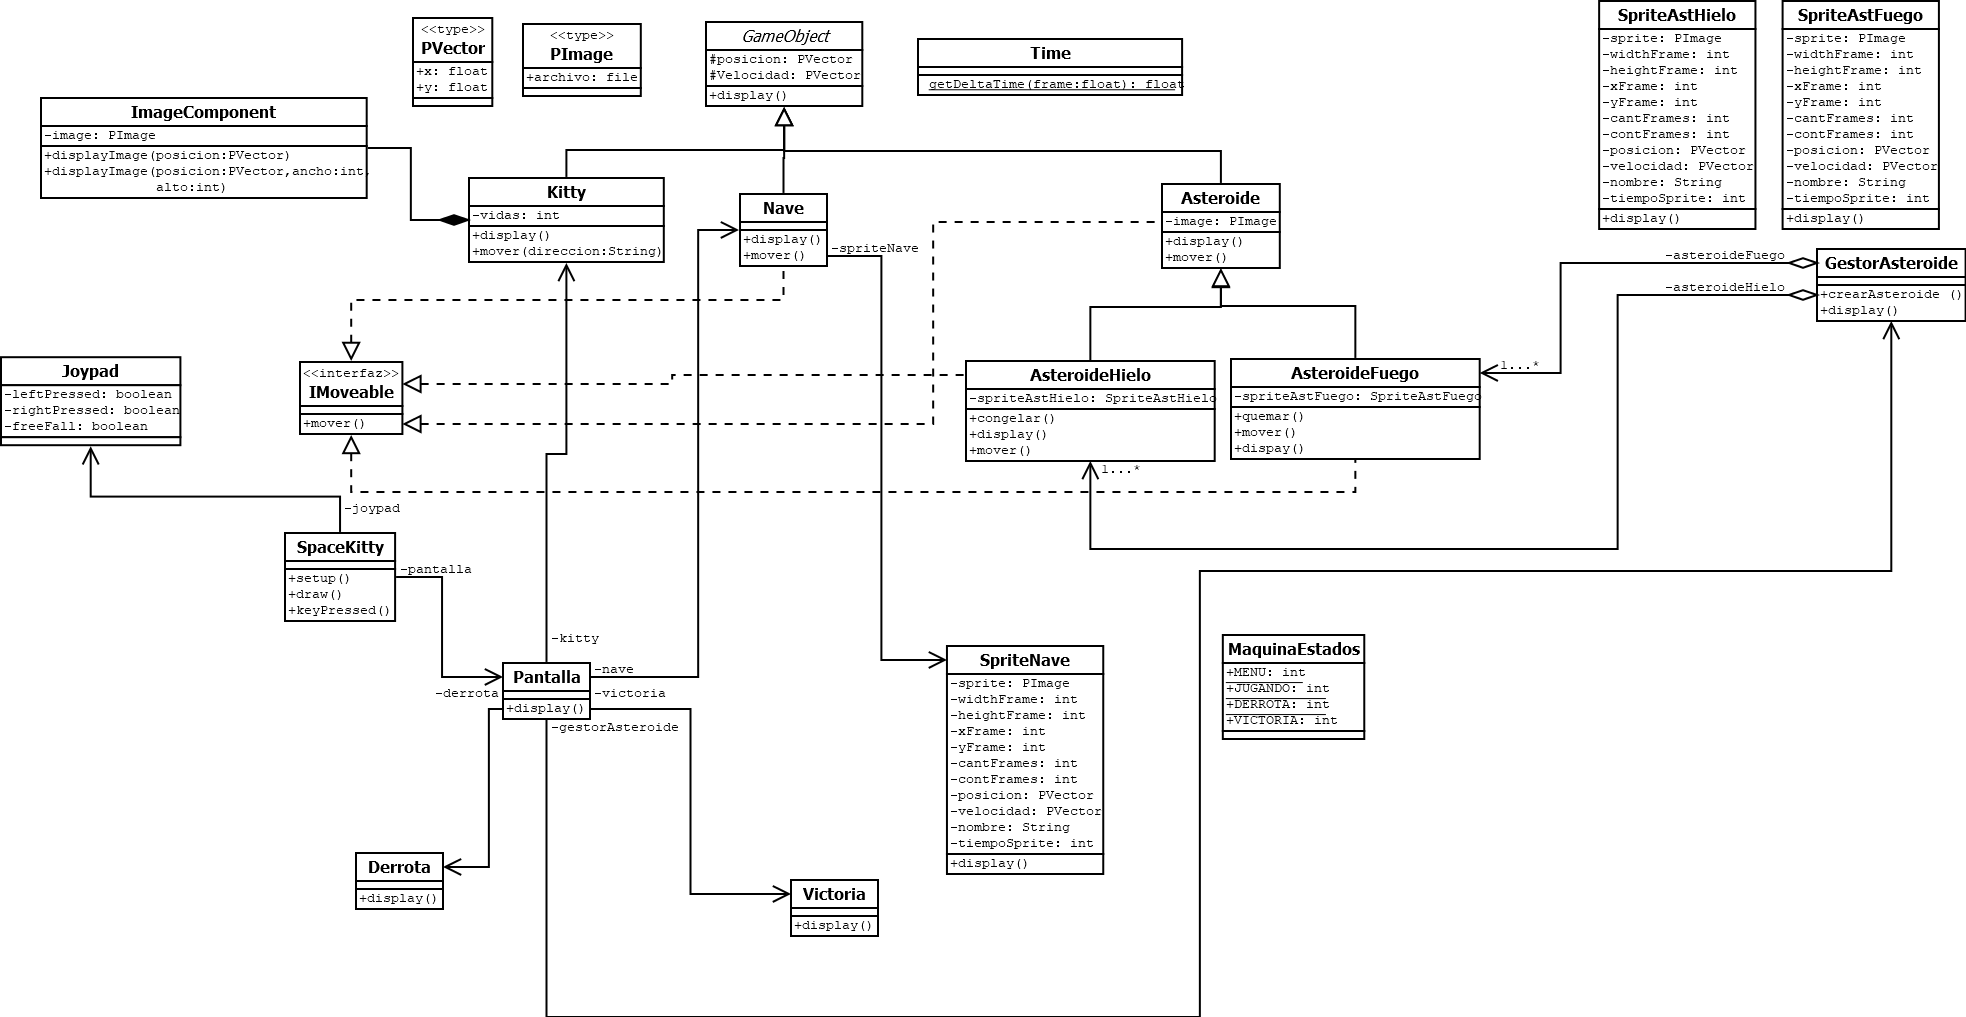 <<type>>
PVector
+x: float
+y: float
<<type>>
PImage
+archivo: file
GameObject
#posicion: PVector
#Velocidad: PVector
+display()
Time
getDeltaTime(frame:float): float
SpriteAstHielo
-sprite: PImage
-widthFrame: int
-heightFrame: int
-xFrame: int
-yFrame: int
-cantFrames: int
-contFrames: int
-posicion: PVector
-velocidad: PVector
-nombre: String
-tiempoSprite: int
+display()
SpriteAstFuego
-sprite: PImage
-widthFrame: int
-heightFrame: int
-xFrame: int
-yFrame: int
-cantFrames: int
-contFrames: int
-posicion: PVector
-velocidad: PVector
-nombre: String
-tiempoSprite: int
+display()
ImageComponent
-image: PImage
+displayImage(posicion:PVector)
+displayImage(posicion:PVector,ancho:int,
alto:int)
Kitty
-vidas: int
+display()
+mover(direccion:String)
Nave
+display()
+mover()
-spriteNave
Asteroide
-image: PImage
+display()
+mover()
-asteroideFuego
-asteroideHielo
GestorAsteroide
+crearAsteroide ()
+display()
Joypad
-leftPressed: boolean
-rightPressed: boolean
-freeFall: boolean
<<interfaz>>
IMoveable
+mover()
AsteroideHielo
-spriteAstHielo: SpriteAstHielo
+congelar()
+display()
+mover()
1...*
AsteroideFuego
-spriteAstFuego: SpriteAstFuego
+quemar()
+mover()
+dispay()
1...*
-joypad
SpaceKitty
+setup()
+draw()
+keyPressed()
-pantalla
-kitty
Pantalla
+display()
-nave
-derrota
-victoria
-gestorAsteroide
SpriteNave
-sprite: PImage
-widthFrame: int
-heightFrame: int
-xFrame: int
-yFrame: int
-cantFrames: int
-contFrames: int
-posicion: PVector
-velocidad: PVector
-nombre: String
-tiempoSprite: int
+display()
MaquinaEstados
+MENU: int
+JUGANDO: int
+DERROTA: int
+VICTORIA: int
Derrota
+display()
Victoria
+display()